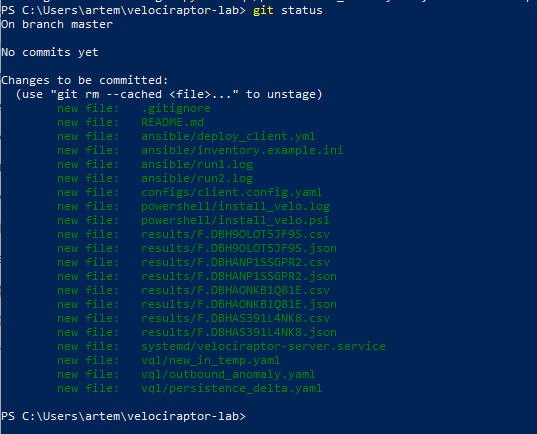 PS C:\Users\artem\velociraptor-lab> git status
On branch master
No commits yet
Changes to be committed:
(use "git rm --cached <file>..." to unstage)
new file: .gitignore
new file: README.md
new file: ansible/deploy_client.yml
new file: ansible/inventory.example.ini
new file: ansible/run1.log
new file: ansible/run2.log
new file: configs/client.config.yaml
new file: powershell/install_velo.log
new file: powershell/install_velo.ps1
new file: results/F.DBH9OLOT5JF9S.csv
new file: results/F.DBH9OLOT5JF9S.json
new file: results/F.DBHANP1SSGPR2.csv
new file: results/F.DBHANP1SSGPR2.json
new file: results/F.DBHAONKB1Q81E.csv
new file: results/F.DBHAONKB1Q81E.json
new file: results/F.DBHAS391L4NK8.csv
new file: results/F.DBHAS391L4NK8.json
new file: systemd/velociraptor-server.service
new file: vql/new_in_temp.yaml
new file: vql/outbound_anomaly.yaml
new file: vql/persistence_delta.yaml
PS C:\Users\artem\velociraptor-lab>